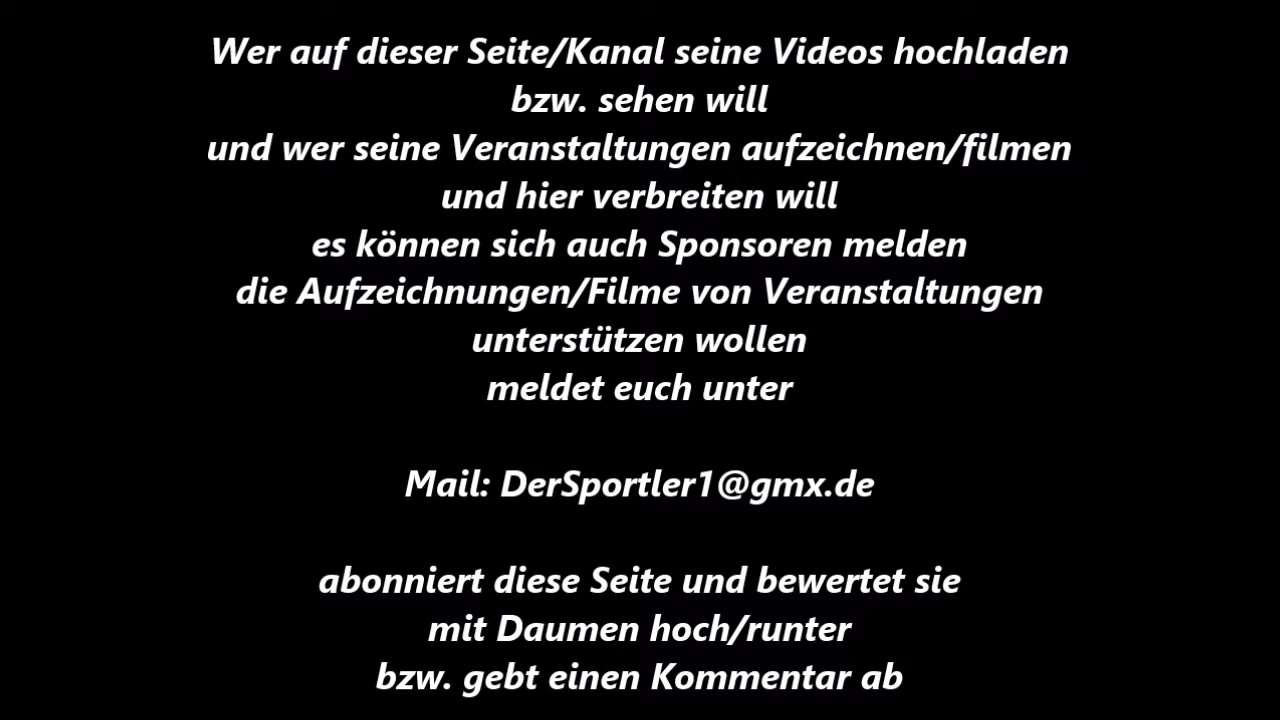 Wer auf dieser Seite/Kanal seine Videos hochladen
bzw. sehen will
und wer seine Veranstaltungen aufzeichnen/filmen
und hier verbreiten will
es können sich auch Sponsoren melden
die Aufzeichnungen/Filme von Veranstaltungen
unterstützen wollen
meldet euch unter
Mail: DerSportler1@gmx.de
abonniert diese Seite und bewertet sie
mit Daumen hoch/runter
bzw. gebt einen Kommentar ab